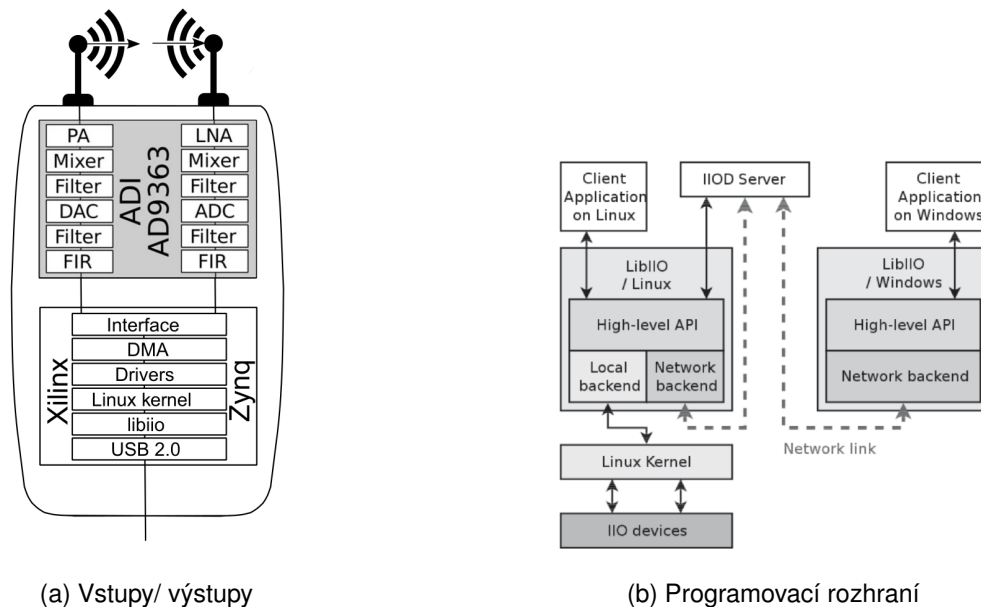 PA
Mixer
Filter
DAC
Filter
FIR
ADI
AD9363
LNA
Mixer
Filter
ADC
Filter
FIR
Xilinx
Interface
DMA
Drivers
Linux kernel
libiio
USB 2.0
Zynq
(a) Vstupy/ výstupy
Client
Application
on Linux
IIOD Server
Client
Application
on Windows
LibIIO
/ Linux
High-level API
Local
backend
Network
backend
LibIIO
/ Windows
High-level API
Network backend
Network link
Linux Kernel
IIO devices
(b) Programovací rozhraní